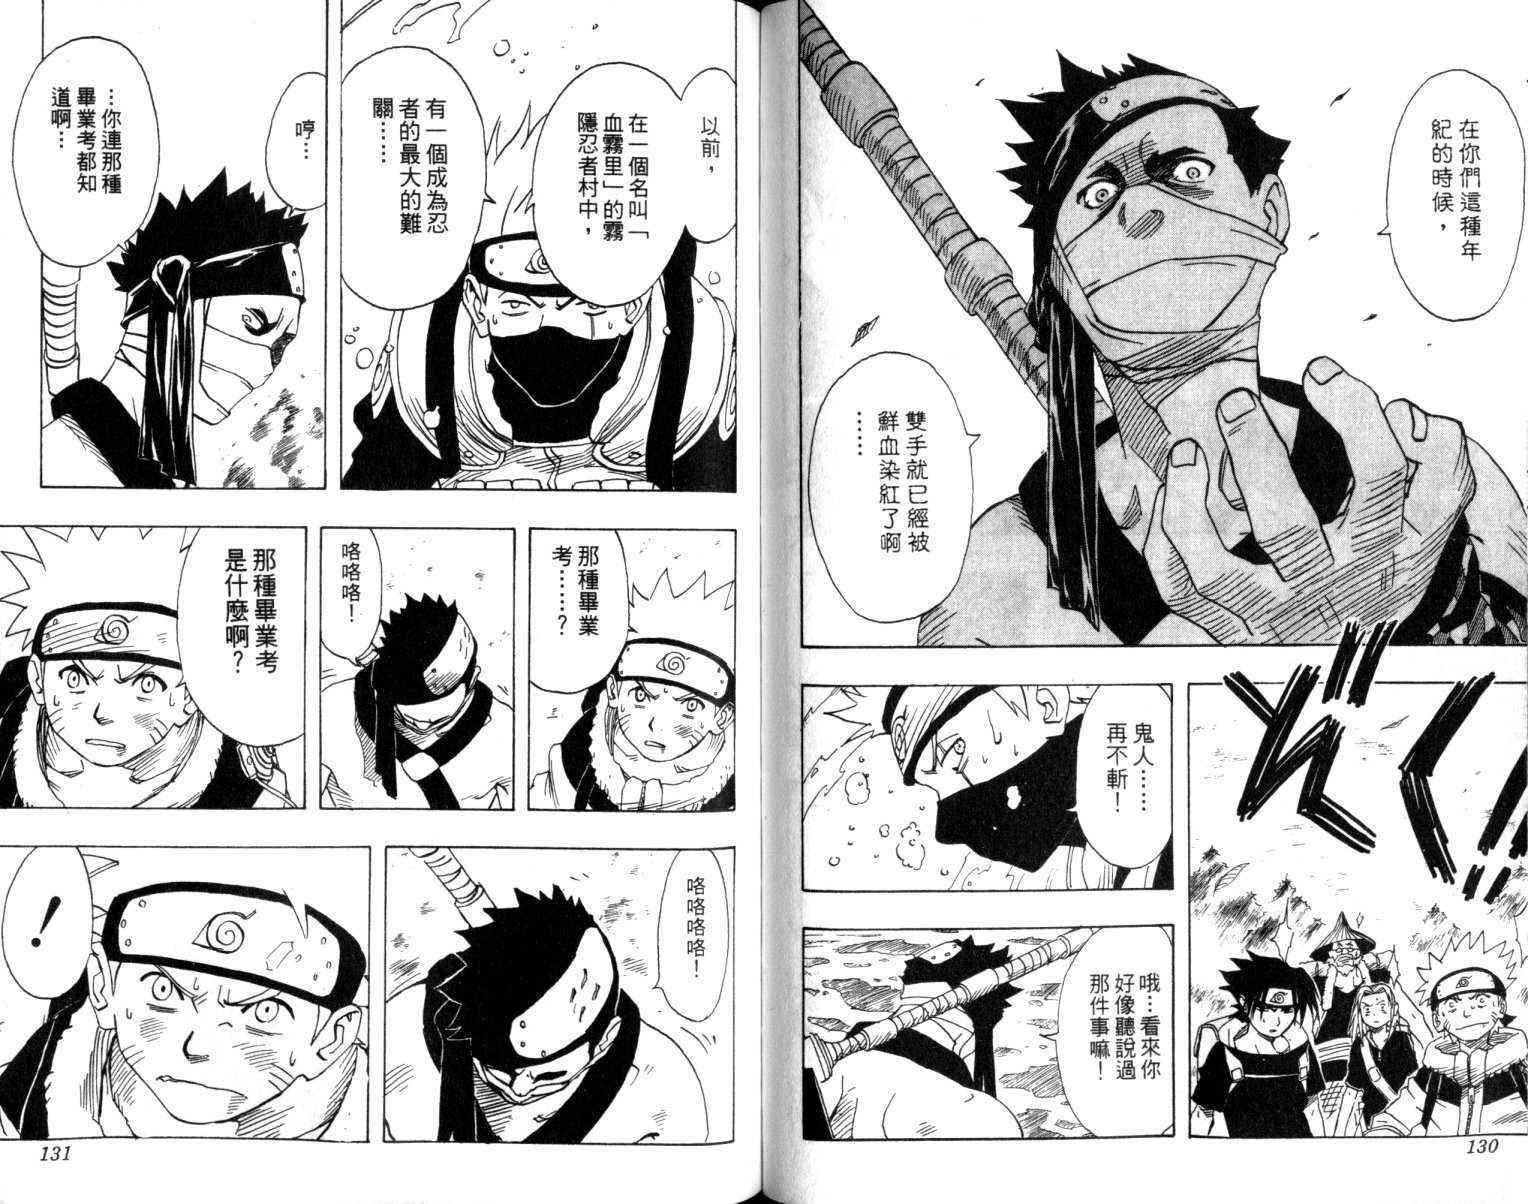 在你們這種年
紀的時候，
雙手就已經被
鮮血染紅了啊
……
鬼人……
再不斬！
哦…看來你
好像聽說過
那件事嘛！
130
以前，
在一個名叫「
血霧里」的霧
隱忍者村中，
有一個成為忍
者的最大的難
關……
哼…
…你連那種
畢業考都知
道啊…
那種畢業
考………？
咯咯咯！
那種畢業考
是什麼啊？
咯咯咯咯！
！
131